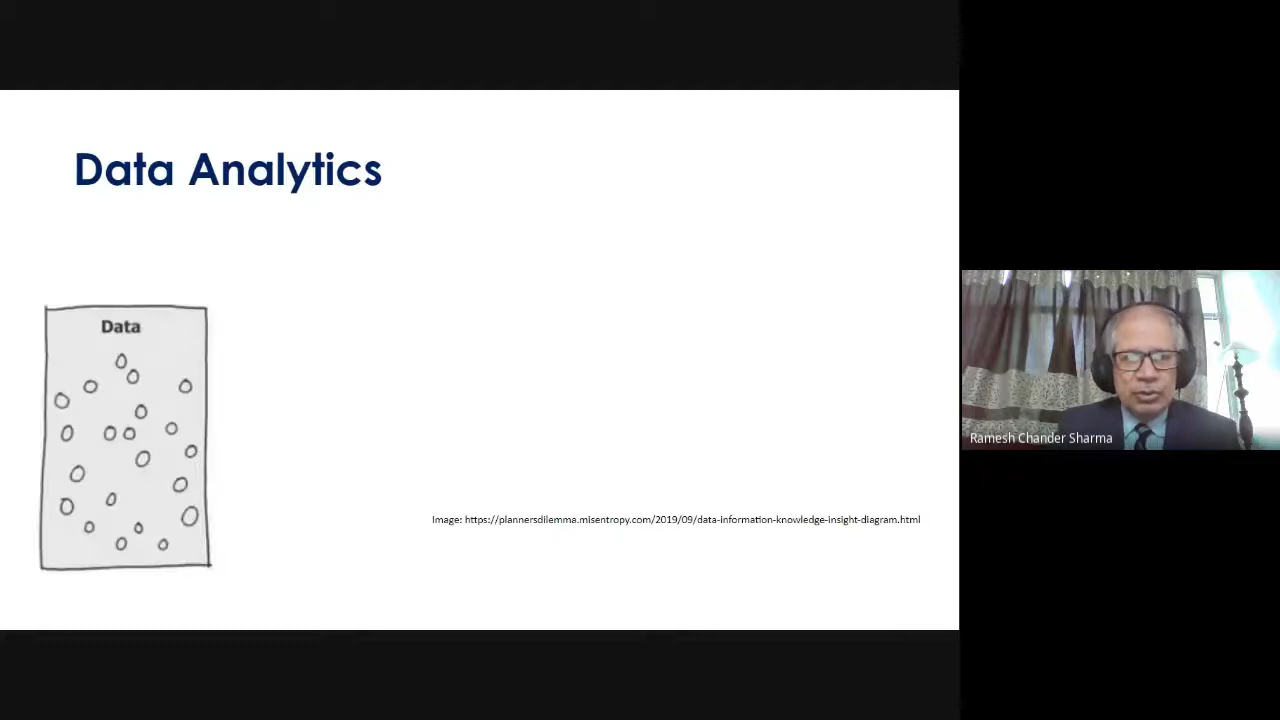 Data Analytics
Data
Image: https://plannersdilemma.misentropy.com/2019/09/data-information-knowledge-insight-diagram.html
Ramesh Chander Sharma